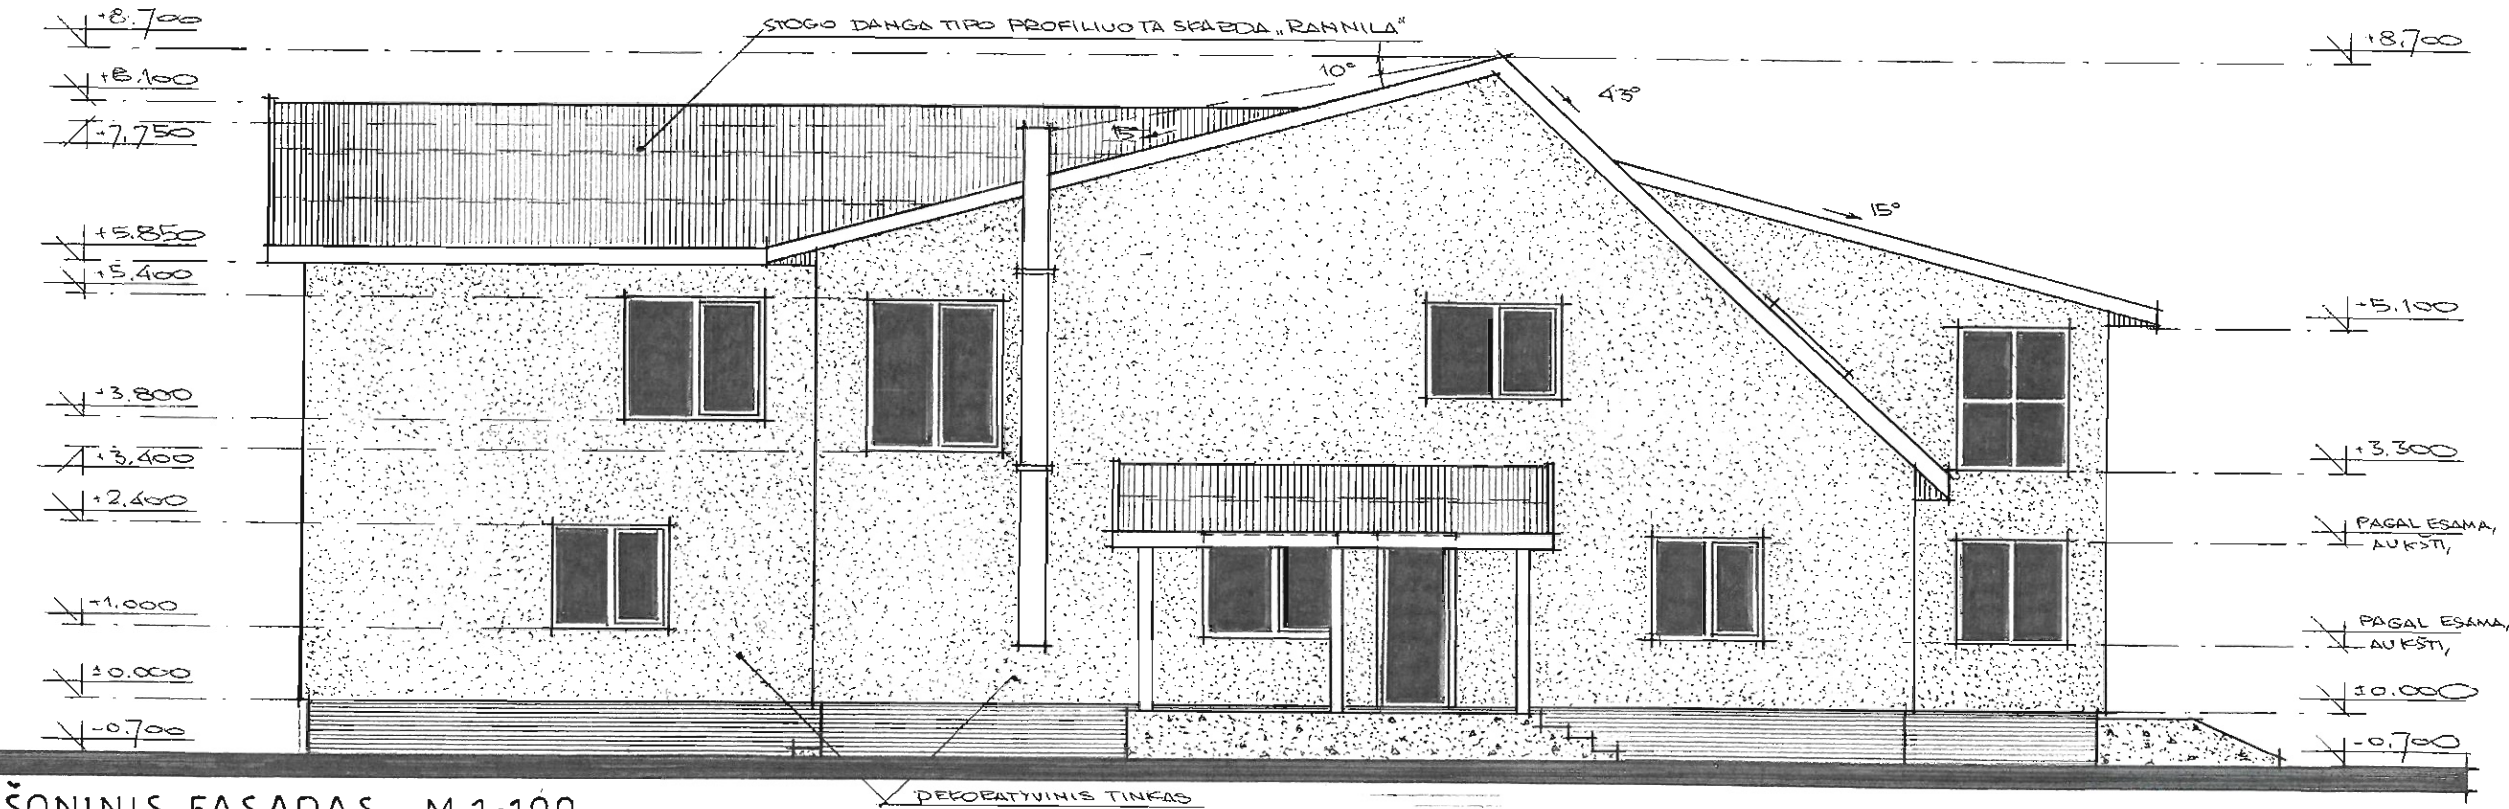 +8.700
STOGO DANGA TIPO PROFILIUOTA SKARDA „RANNILA"
+8.700
+8.100
10°
43°
+7.750
15
+5.850
15°
+5.400
+5.100
+3.800
+3.400
+3.300
+2.400
PAGAL ESAMĄ
AUKŠTĮ
+1.000
PAGAL ESAMĄ
AUKŠTĮ
±0.000
±0.000
-0.700
-0.700
ŠONINIS FASADAS M 1:100
DEKORATYVINIS TINKAS